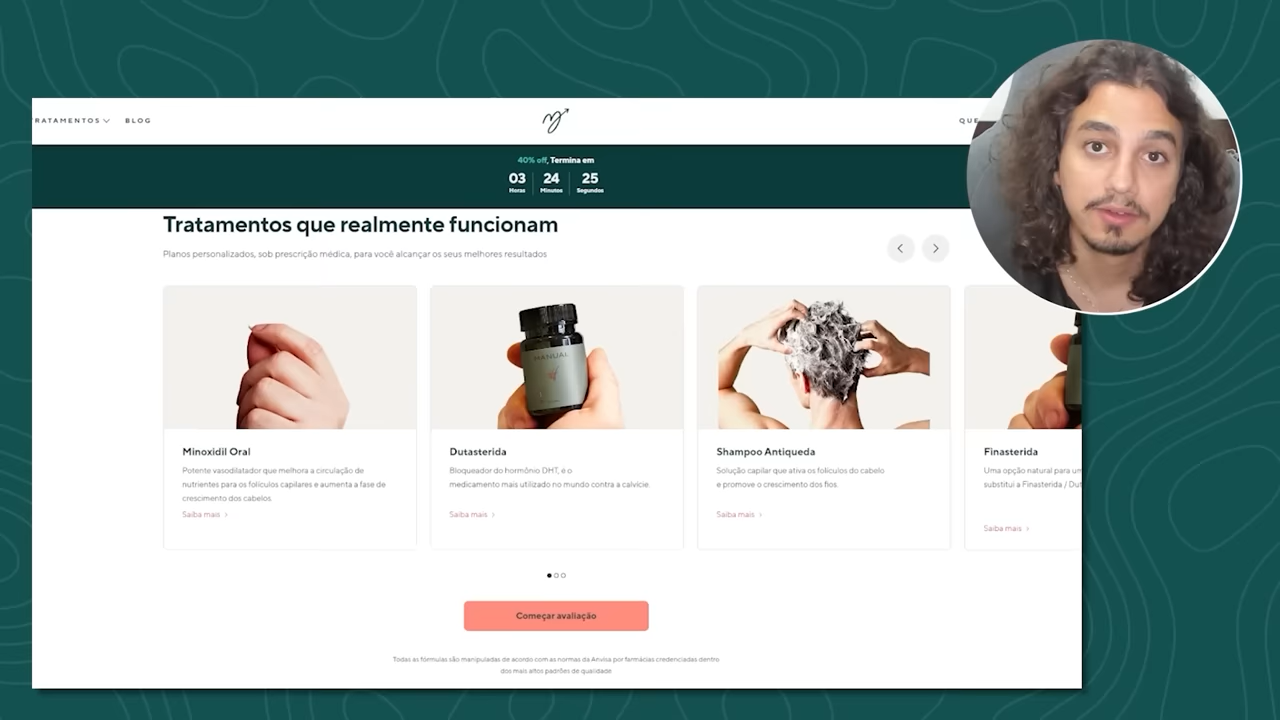 TRATAMENTOS
BLOG
40% off, Termina em
03 24 25
Horas Minutos Segundos
Tratamentos que realmente funcionam
Planos personalizados, sob prescrição médica, para você alcançar os seus melhores resultados
MANUAL
Minoxidil Oral
Potente vasodilatador que melhora a circulação de
nutrientes para os folículos capilares e aumenta a fase de
crescimento dos cabelos.
Saiba mais
Dutasterida
Bloqueador do hormônio DHT, é o
medicamento mais utilizado no mundo contra a calvície.
Saiba mais
Shampoo Antiqueda
Solução capilar que ativa os folículos do cabelo
e promove o crescimento dos fios.
Saiba mais
Finasterida
Uma opção natural para
substitui a Finasterida /
Saiba mais
Começar avaliação
Todas as fórmulas são manipuladas de acordo com as normas da Anvisa por farmácias credenciadas dentro
dos mais altos padrões de qualidade